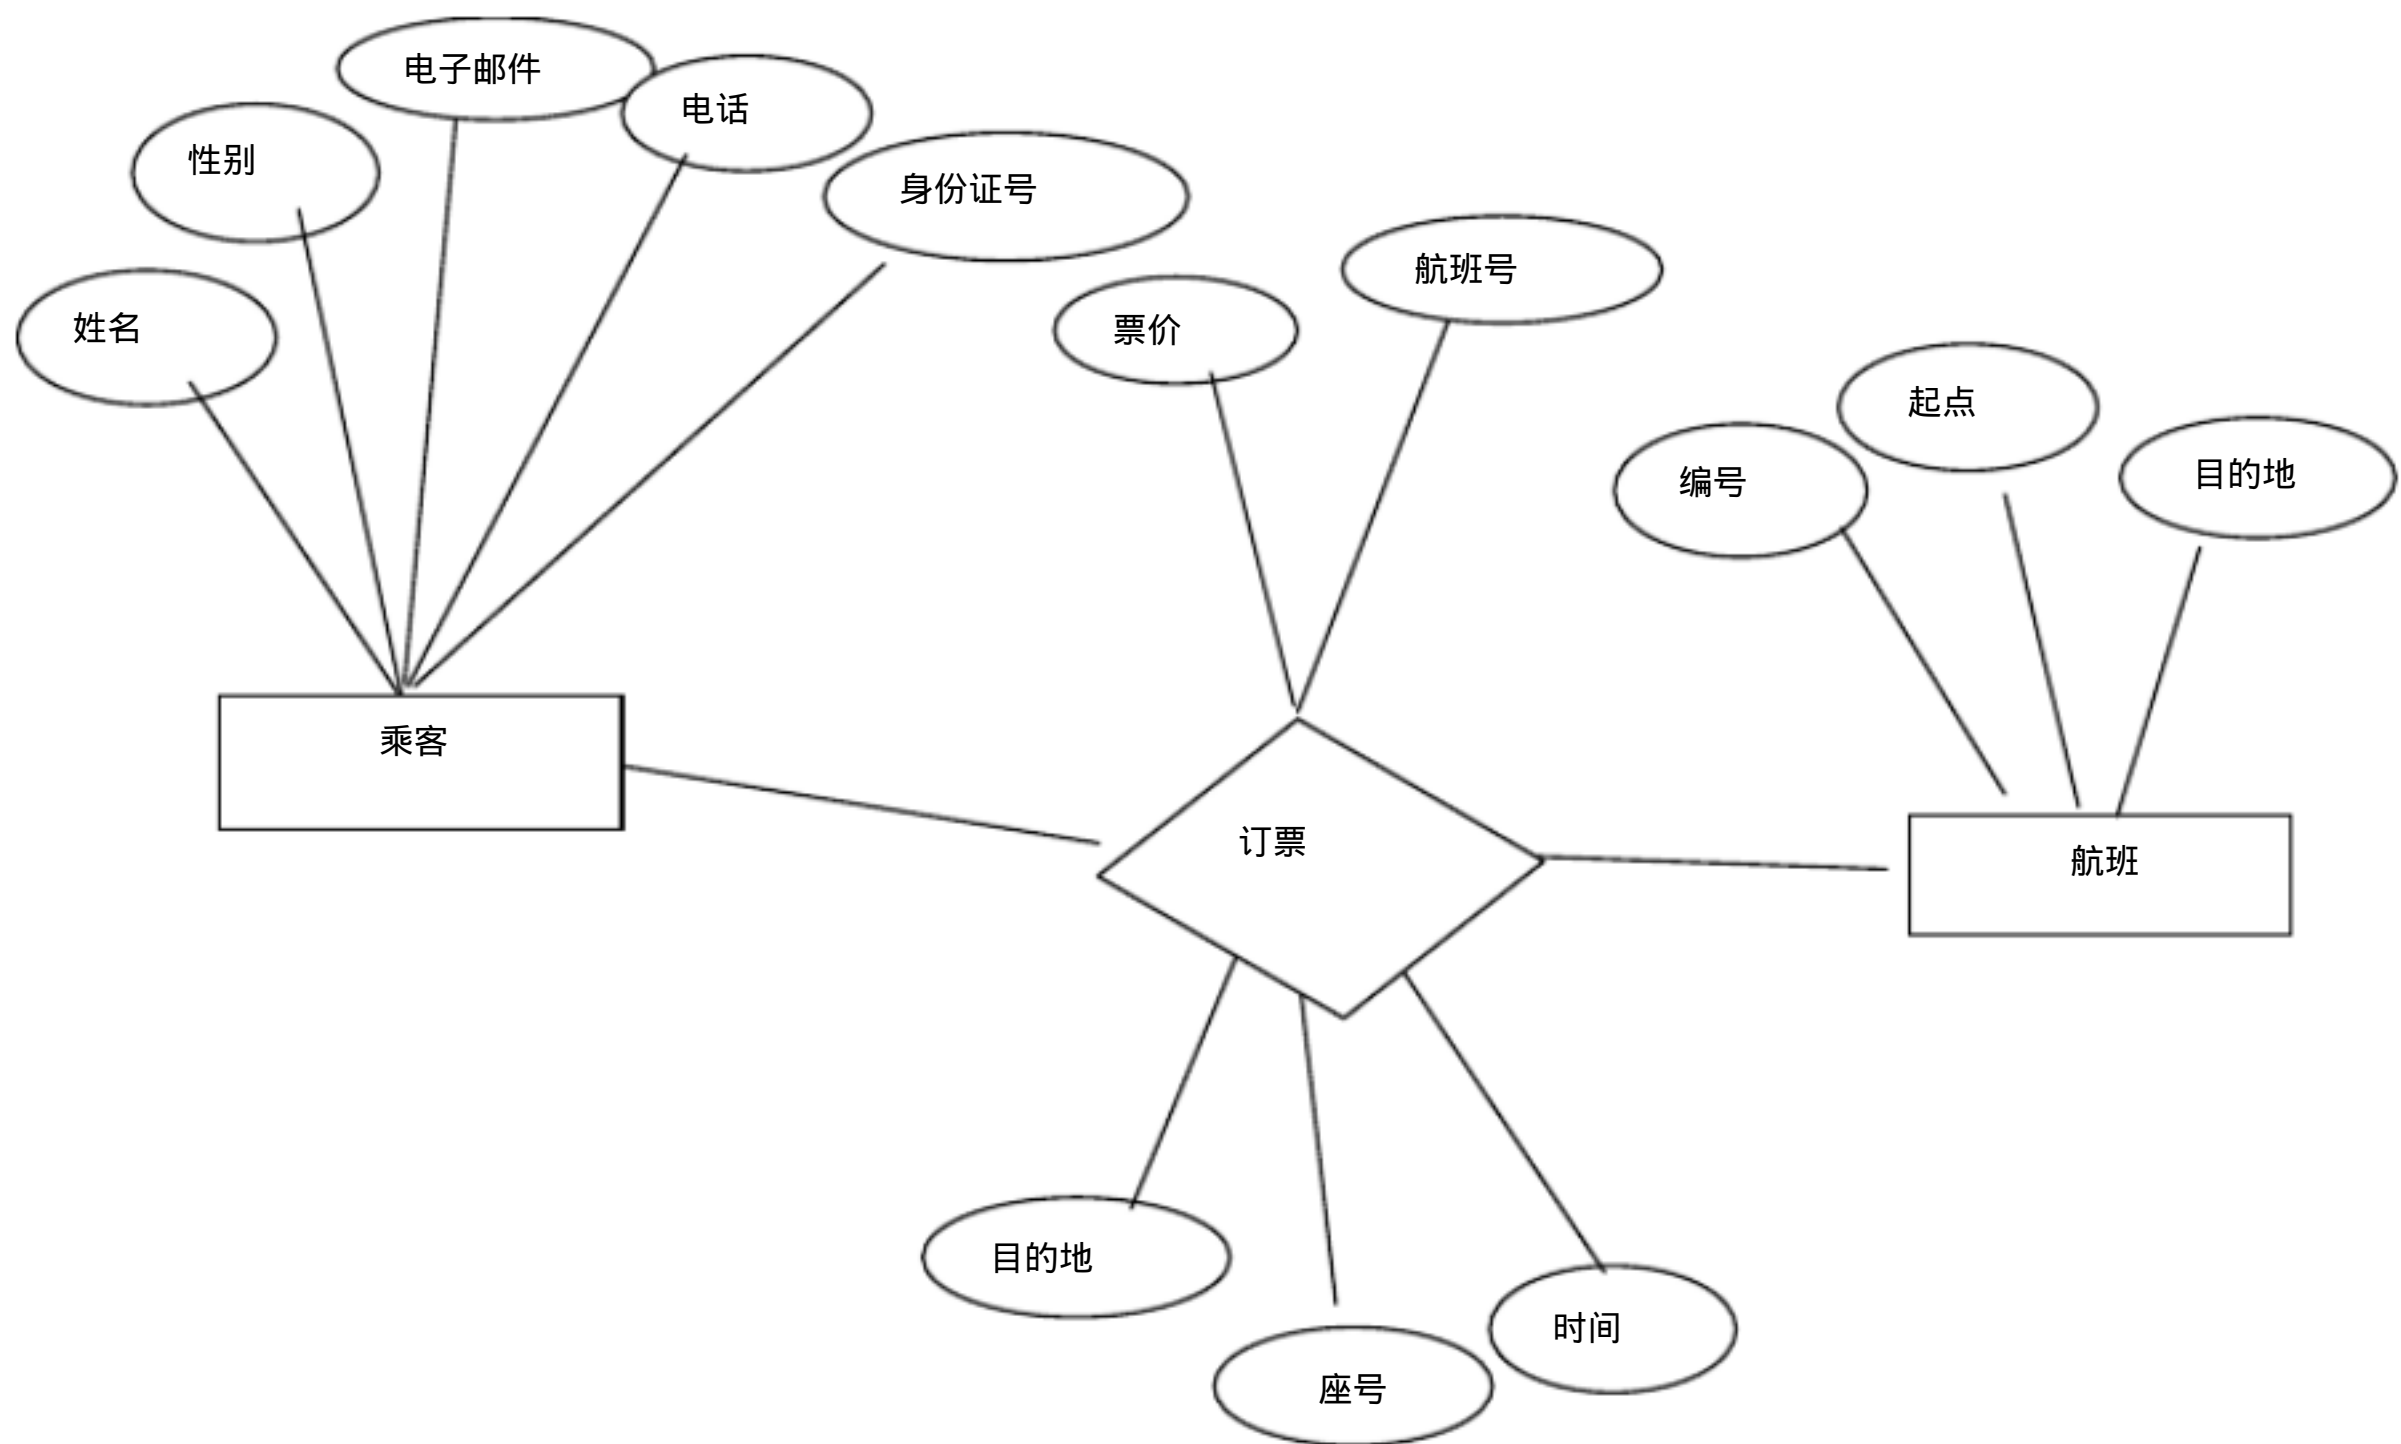 电子邮件
电话
性别
身份证号
航班号
姓名
票价
起点
目的地
编号
乘客
订票
航班
目的地
时间
座号